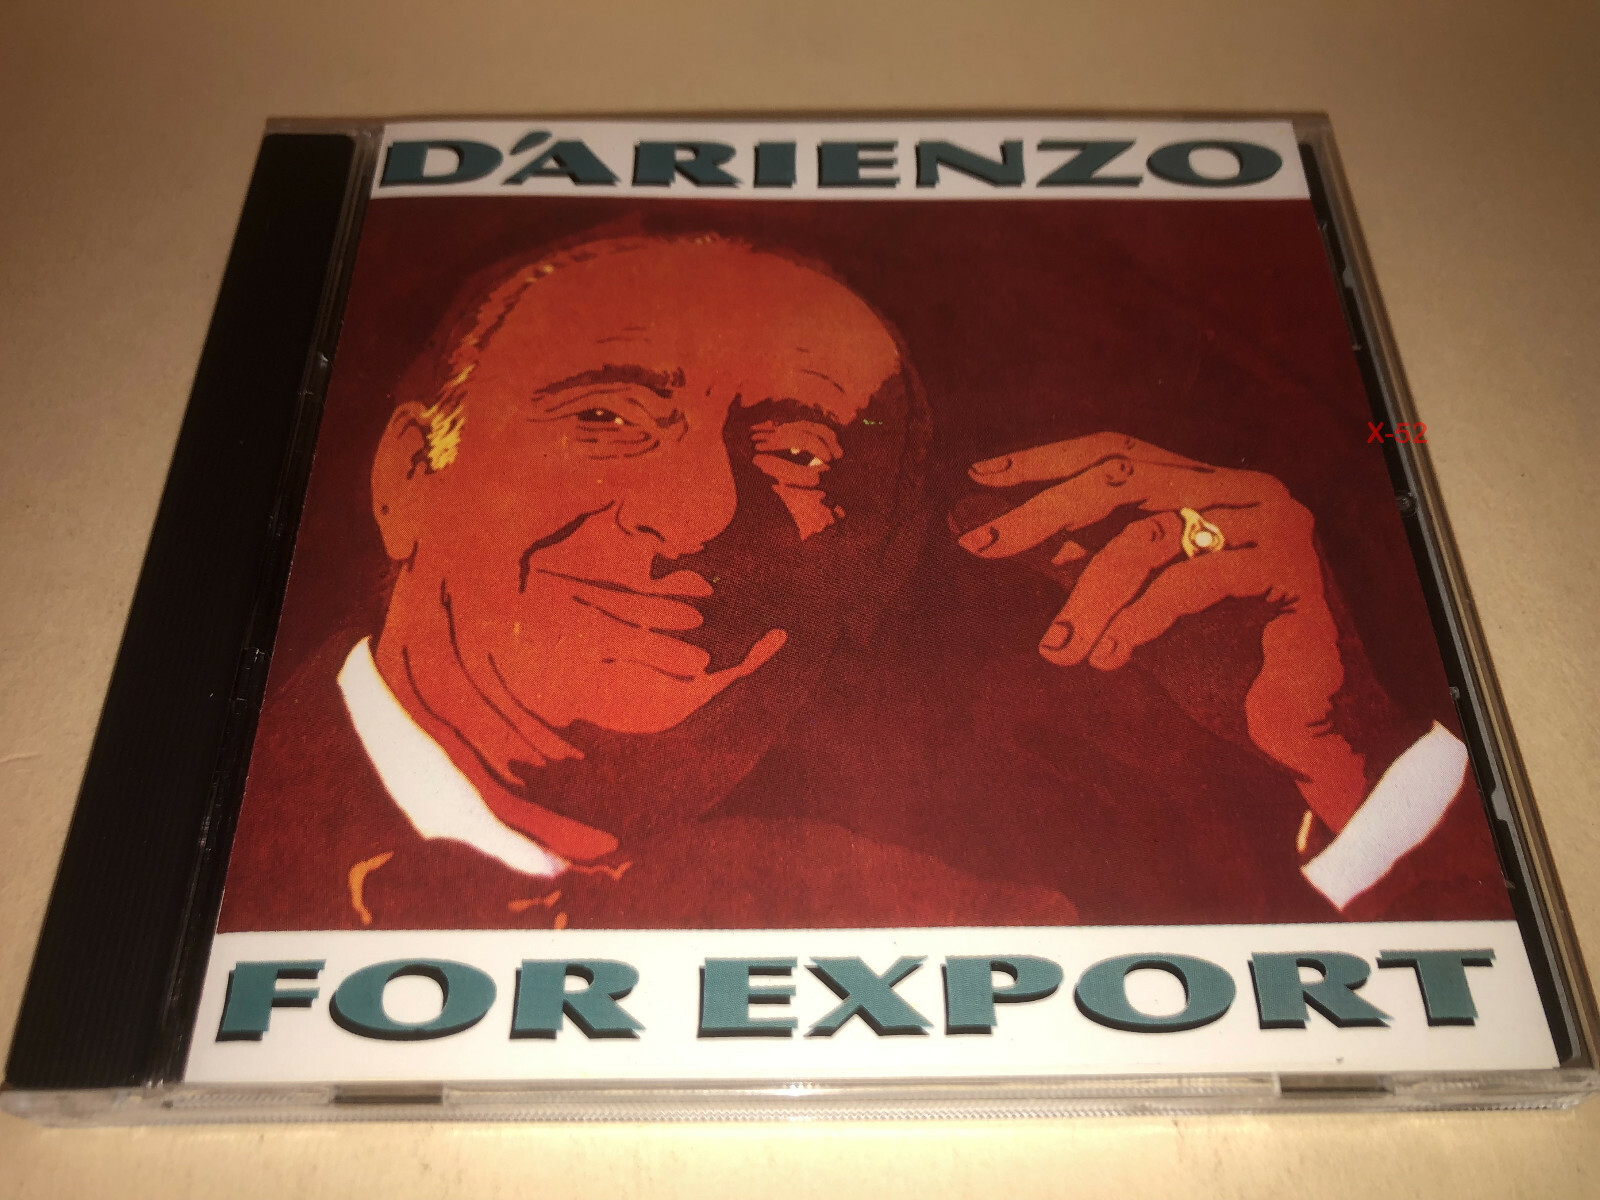 D'ARIENZO
X-52
FOR EXPORT